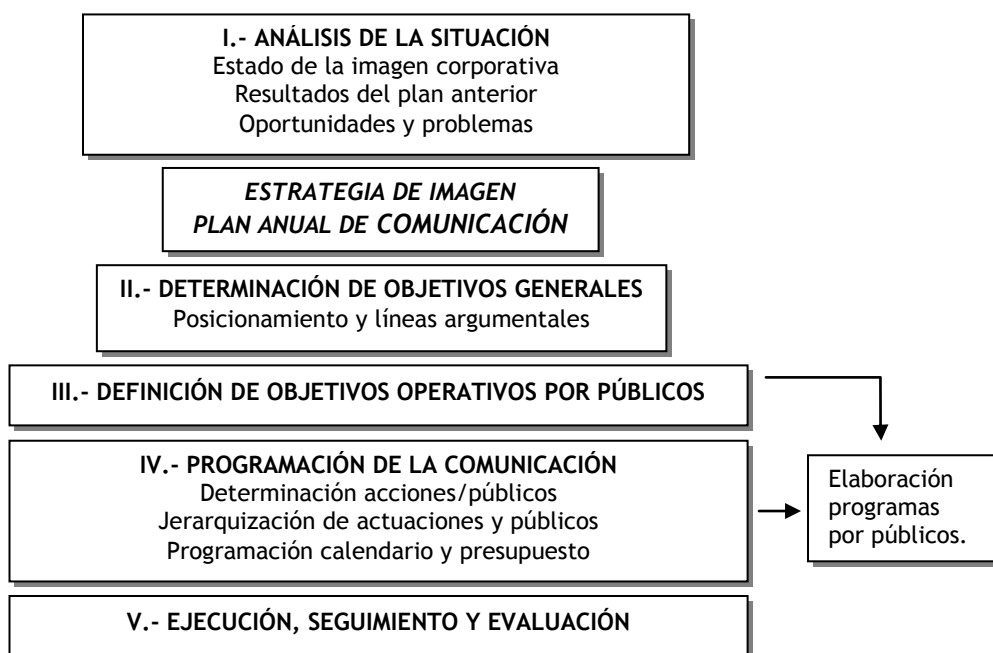 I.- ANÁLISIS DE LA SITUACIÓN
Estado de la imagen corporativa
Resultados del plan anterior
Oportunidades y problemas
ESTRATEGIA DE IMAGEN
PLAN ANUAL DE COMUNICACIÓN
II.- DETERMINACIÓN DE OBJETIVOS GENERALES
Posicionamiento y líneas argumentales
III.- DEFINICIÓN DE OBJETIVOS OPERATIVOS POR PÚBLICOS
IV.- PROGRAMACIÓN DE LA COMUNICACIÓN
Determinación acciones/públicos
Jerarquización de actuaciones y públicos
Programación calendario y presupuesto
Elaboración
programas
por públicos.
V.- EJECUCIÓN, SEGUIMIENTO Y EVALUACIÓN